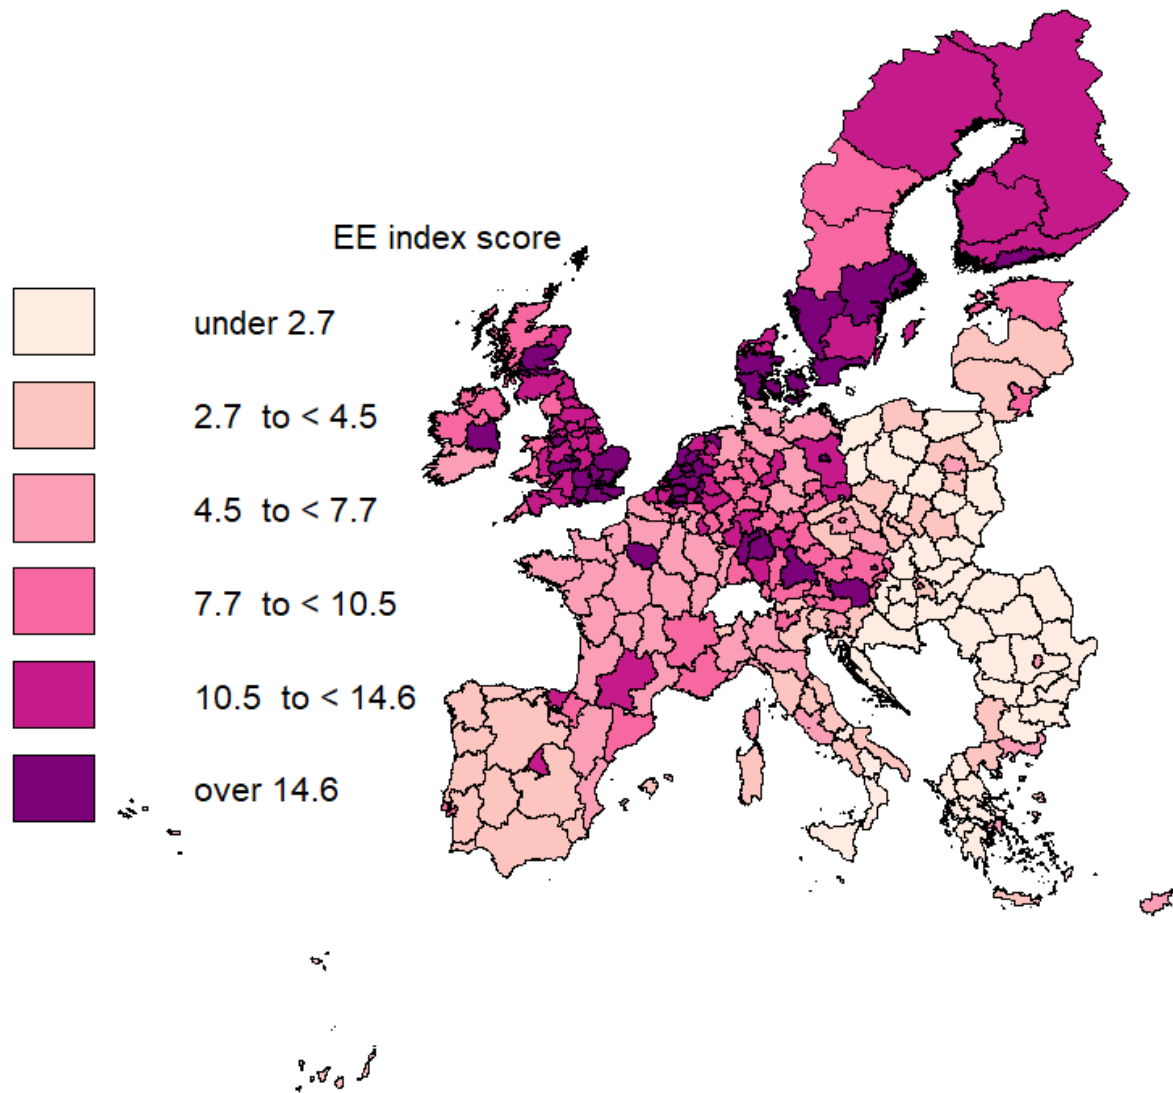 EE index score
under 2.7
2.7 to < 4.5
4.5 to < 7.7
7.7 to < 10.5
10.5 to < 14.6
over 14.6